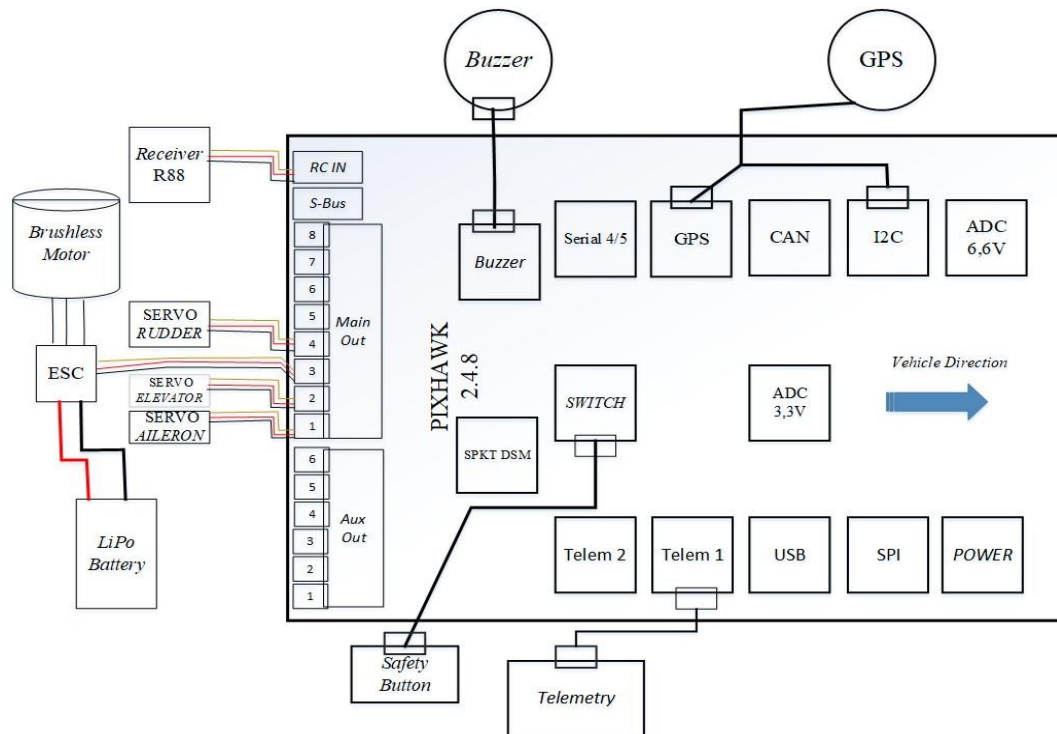 Buzzer
GPS
Receiver
R88
RC IN
S-Bus
Brushless
Motor
8
7
6
5
4
3
2
1
Main
Out
SERVO
RUDDER
ESC
SERVO
ELEVATOR
SERVO
AILERON
LiPo
Battery
6
5
4
3
2
1
Aux
Out
Buzzer
Serial 4/5
GPS
CAN
I2C
ADC
6,6V
PIXHAWK
2.4.8
SWITCH
ADC
3,3V
Vehicle Direction
SPKT DSM
Telem 2
Telem 1
USB
SPI
POWER
Safety
Button
Telemetry